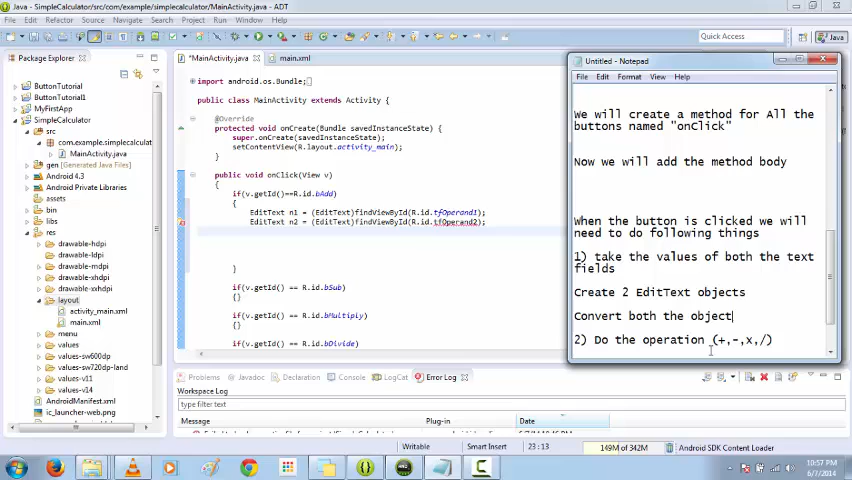 SimpleCalculator/src/com/example/simplecalculator/MainActivity.java - ADT
File Edit Refactor Source Navigate Search Project Run Window Help
Quick Access
Java
Package Explorer
*MainActivity.java
main.xml
ButtonTutorial
ButtonTutorial1
MyFirstApp
SimpleCalculator
src
com.example.simplecalculat
MainActivity.java
gen [Generated Java Files]
Android 4.3
Android Private Libraries
assets
bin
libs
res
drawable-hdpi
drawable-ldpi
drawable-mdpi
drawable-xhdpi
layout
activity_main.xml
main.xml
menu
values
values-sw600dp
values-sw720dp-land
values-v11
values-v14
ic_launcher-web.png
import android.os.Bundle;
public class MainActivity extends Activity {
@Override
protected void onCreate(Bundle savedInstanceState) {
super.onCreate(savedInstanceState);
setContentView(R.layout.activity_main);
}
public void onClick(View v)
if(v.getId()==R.id.bAdd)
{
EditText n1 = (EditText)findViewById(R.id.tfOperand1);
EditText n2 = (EditText)findViewById(R.id.tfOperand2);
}
if(v.getId() == R.id.bSub)
{}
if(v.getId() == R.id.bMultiply)
{}
if(v.getId() == R.id.bDivide)
Untitled - Notepad
File Edit Format View Help
We will create a method for All the
buttons named "onClick"
Now we will add the method body
When the button is clicked we will
need to do following things
1) take the values of both the text
fields
Create 2 EditText objects
Convert both the object
2) Do the operation (+,-,x,/)
Problems Javadoc Declaration Search Console LogCat Error Log
Workspace Log
type filter text
Message Plug-in Date
Writable Smart Insert 23 : 13 149M of 342M Android SDK Content Loader
10:57 PM
6/7/2014